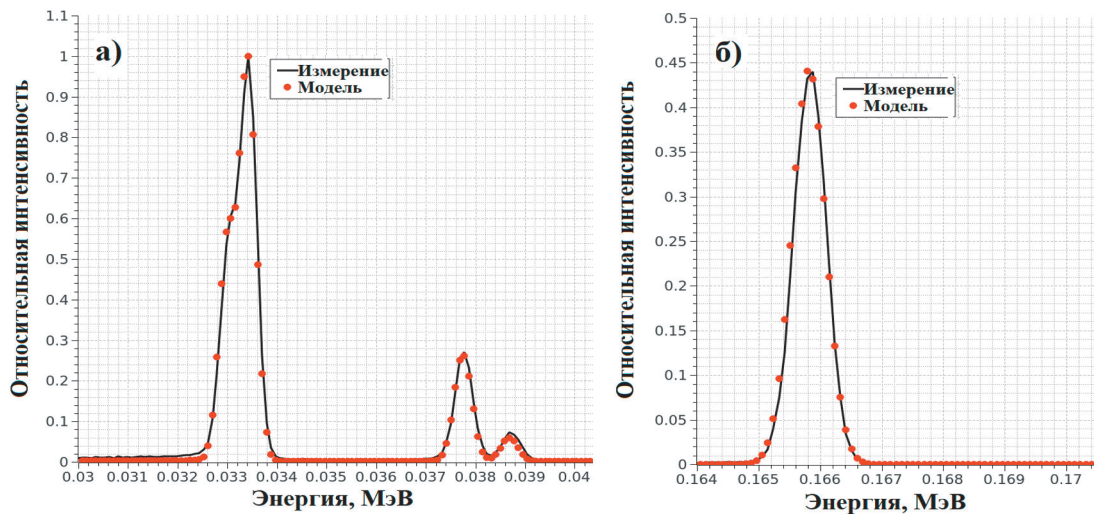 а)
Измерение
Модель
Относительная интенсивность
1.1
1
0.9
0.8
0.7
0.6
0.5
0.4
0.3
0.2
0.1
0
0.03 0.031 0.032 0.033 0.034 0.035 0.036 0.037 0.038 0.039 0.04
Энергия, МэВ
б)
Измерение
Модель
Относительная интенсивность
0.5
0.45
0.4
0.35
0.3
0.25
0.2
0.15
0.1
0.05
0
0.164 0.165 0.166 0.167 0.168 0.169 0.17
Энергия, МэВ